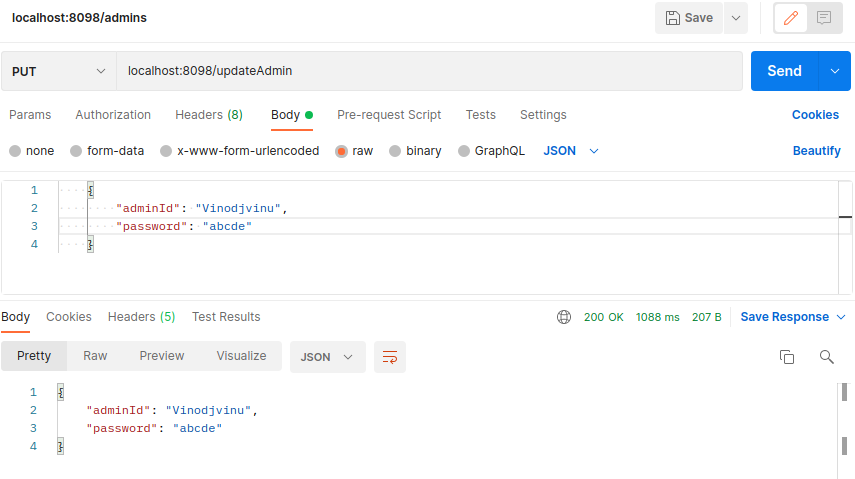 localhost:8098/admins Save
PUT localhost:8098/updateAdmin Send
Params Authorization Headers (8) Body Pre-request Script Tests Settings Cookies
none form-data x-www-form-urlencoded raw binary GraphQL JSON Beautify
1 {
2 "adminId": "Vinodjvinu",
3 "password": "abcde"
4 }
Body Cookies Headers (5) Test Results 200 OK 1088 ms 207 B Save Response
Pretty Raw Preview Visualize JSON
1 {
2 "adminId": "Vinodjvinu",
3 "password": "abcde"
4 }